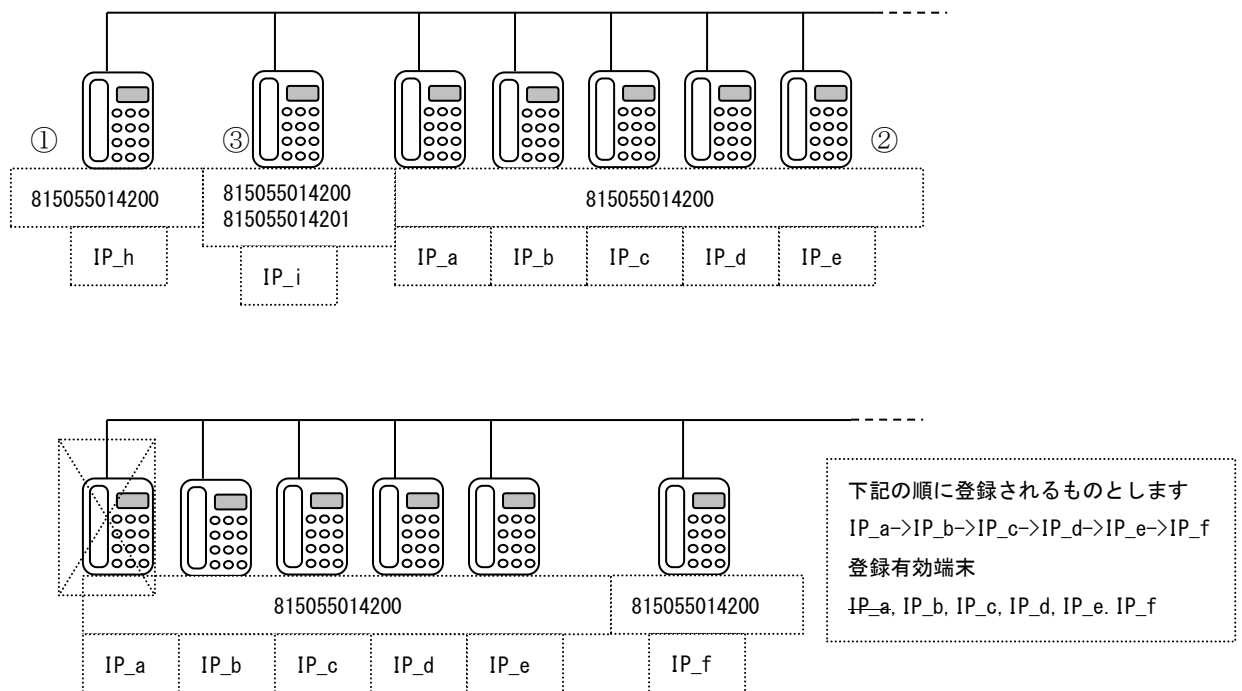 ① ③ ②
815055014200
815055014200
815055014201
815055014200
IP_h
IP_i
IP_a IP_b IP_c IP_d IP_e
下記の順に登録されるものとします
IP_a->IP_b->IP_c->IP_d->IP_e->IP_f
登録有効端末
IP_a, IP_b, IP_c, IP_d, IP_e. IP_f
815055014200 815055014200
IP_a IP_b IP_c IP_d IP_e IP_f